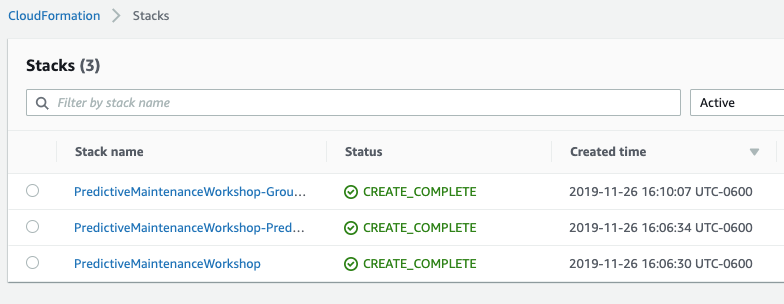 CloudFormation > Stacks
Stacks (3)
Filter by stack name Active
Stack name Status Created time
PredictiveMaintenanceWorkshop-Grou... CREATE_COMPLETE 2019-11-26 16:10:07 UTC-0600
PredictiveMaintenanceWorkshop-Pred... CREATE_COMPLETE 2019-11-26 16:06:34 UTC-0600
PredictiveMaintenanceWorkshop CREATE_COMPLETE 2019-11-26 16:06:30 UTC-0600